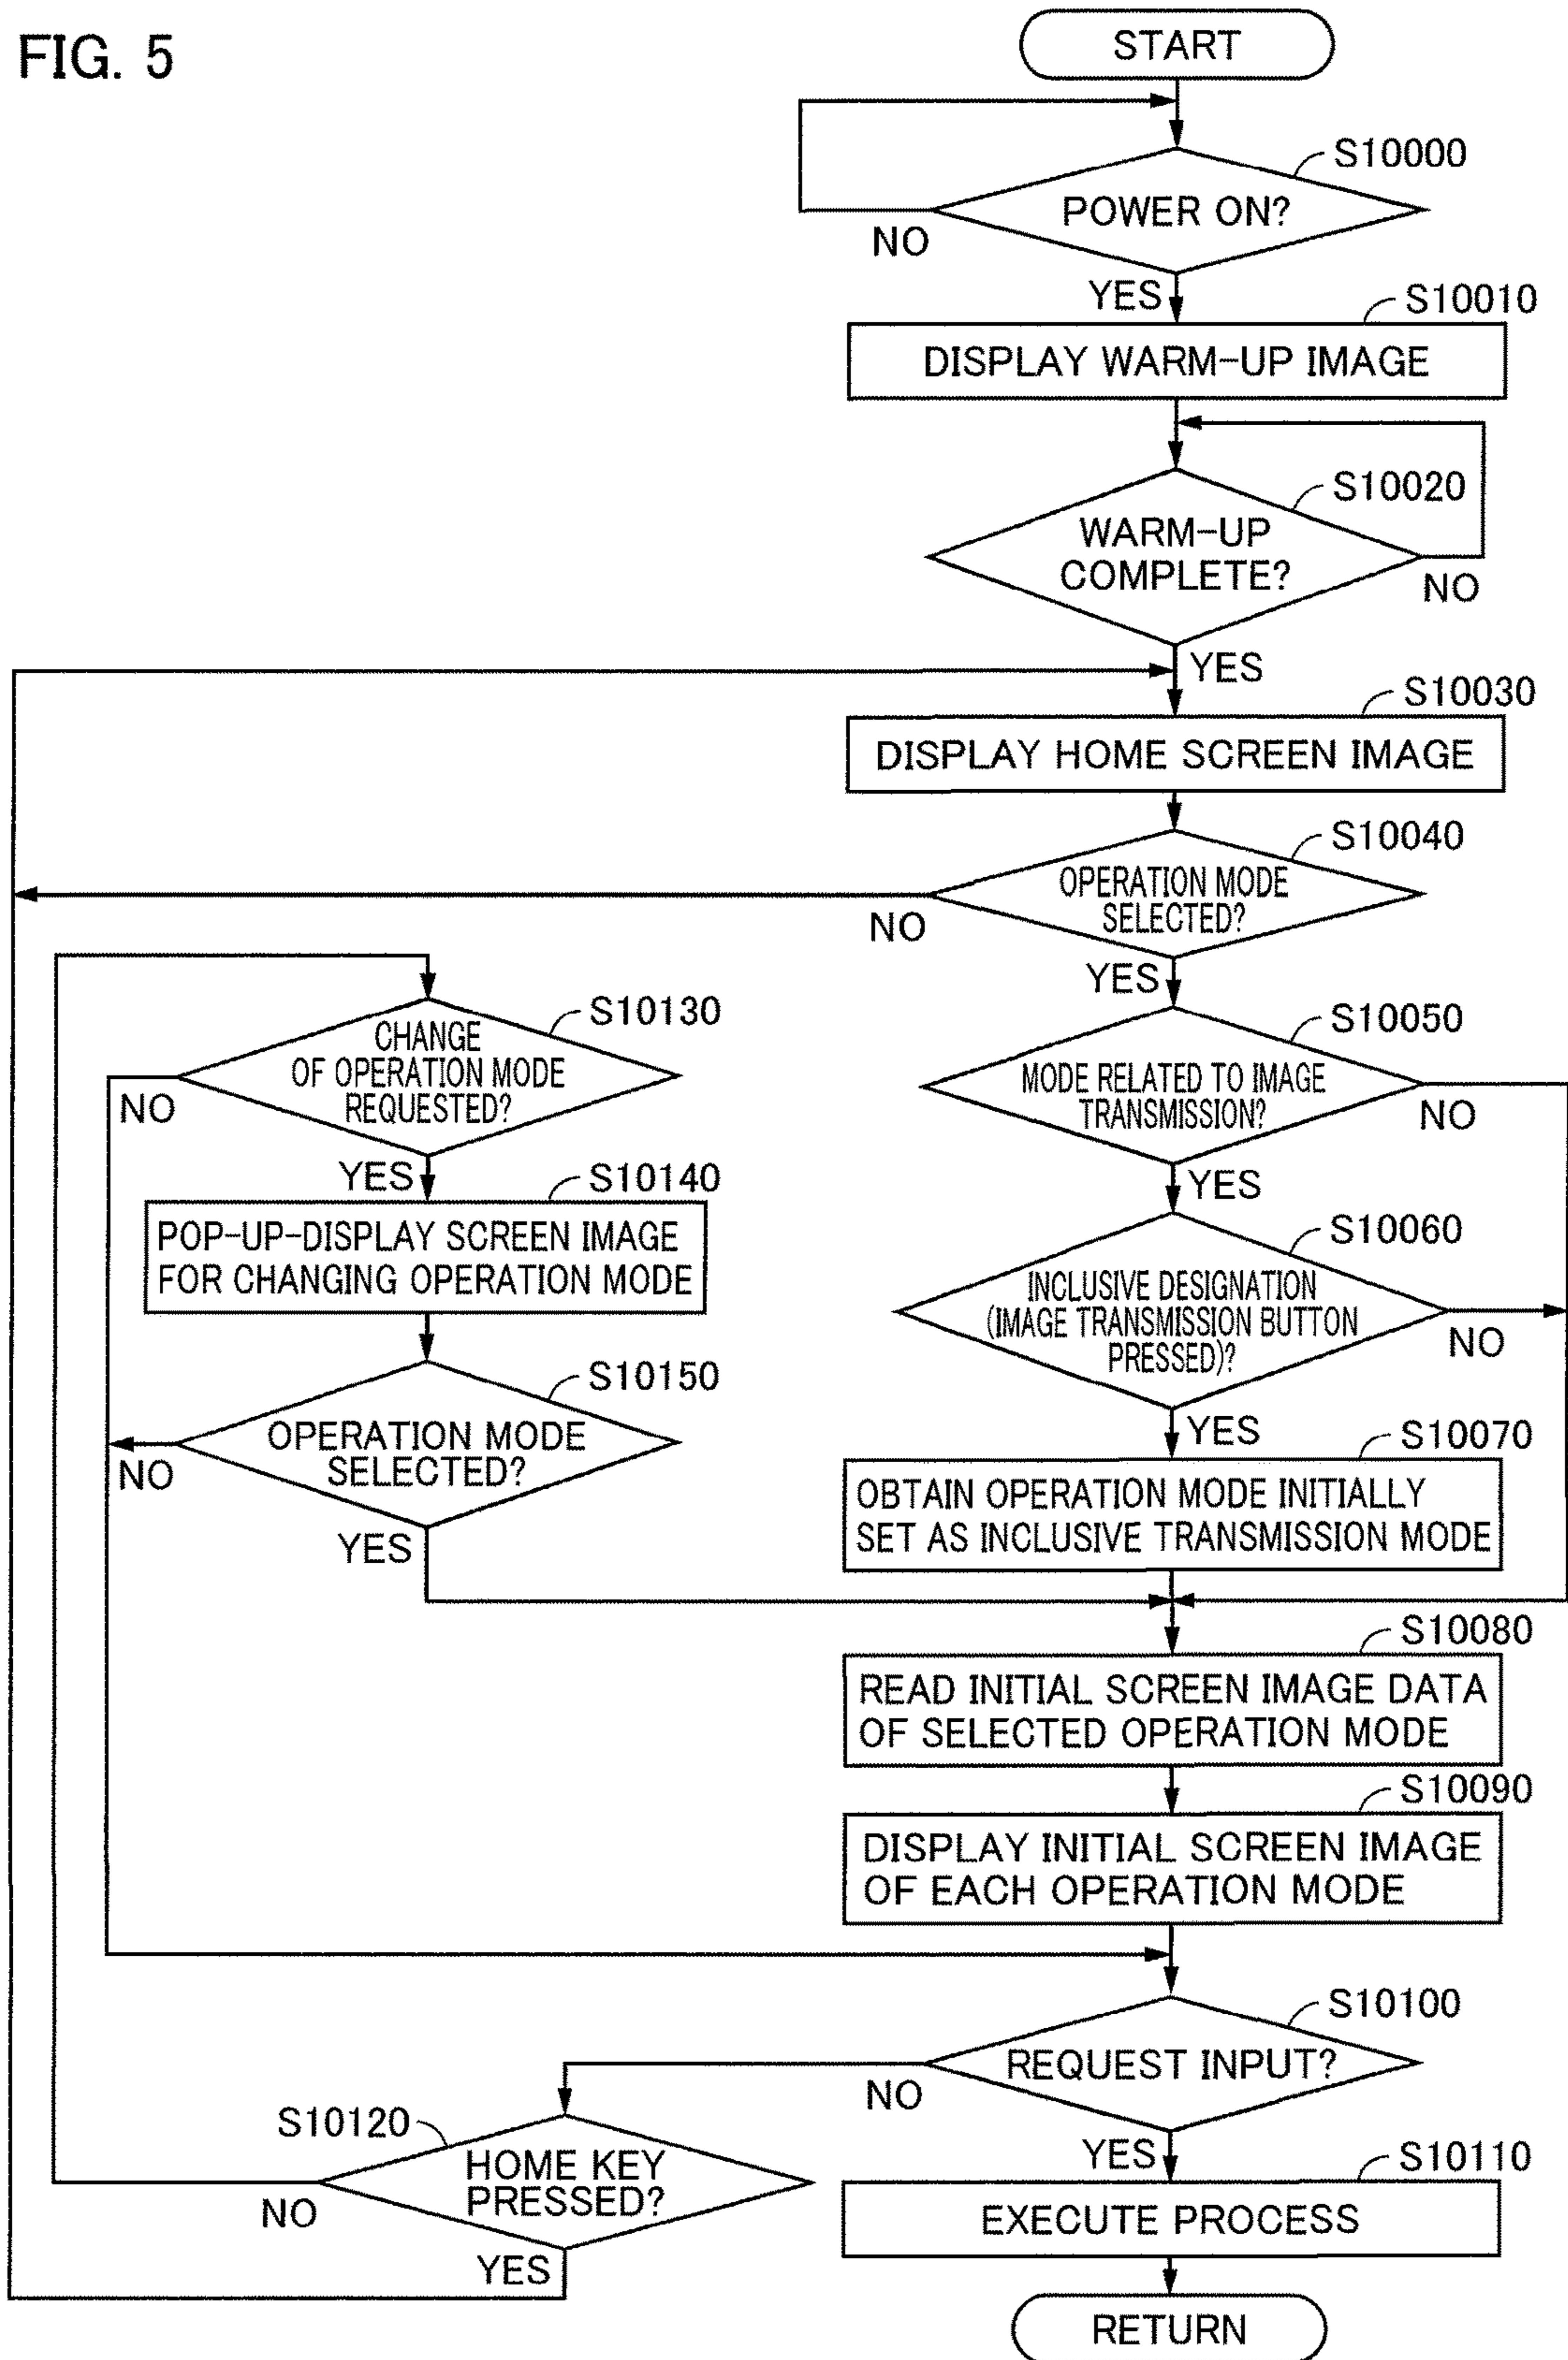 FIG. 5
START
S10000
POWER ON?
NO
YES
S10010
DISPLAY WARM-UP IMAGE
S10020
WARM-UP
COMPLETE?
NO
YES
S10030
DISPLAY HOME SCREEN IMAGE
S10040
OPERATION MODE
SELECTED?
NO
YES
S10050
MODE RELATED TO IMAGE
TRANSMISSION?
NO
YES
S10060
INCLUSIVE DESIGNATION
(IMAGE TRANSMISSION BUTTON
PRESSED)?
NO
YES
S10070
OBTAIN OPERATION MODE INITIALLY
SET AS INCLUSIVE TRANSMISSION MODE
S10080
READ INITIAL SCREEN IMAGE DATA
OF SELECTED OPERATION MODE
S10090
DISPLAY INITIAL SCREEN IMAGE
OF EACH OPERATION MODE
S10100
REQUEST INPUT?
NO
YES
S10110
EXECUTE PROCESS
RETURN
S10120
HOME KEY
PRESSED?
NO
YES
S10130
CHANGE
OF OPERATION MODE
REQUESTED?
NO
YES
S10140
POP-UP-DISPLAY SCREEN IMAGE
FOR CHANGING OPERATION MODE
S10150
OPERATION MODE
SELECTED?
NO
YES